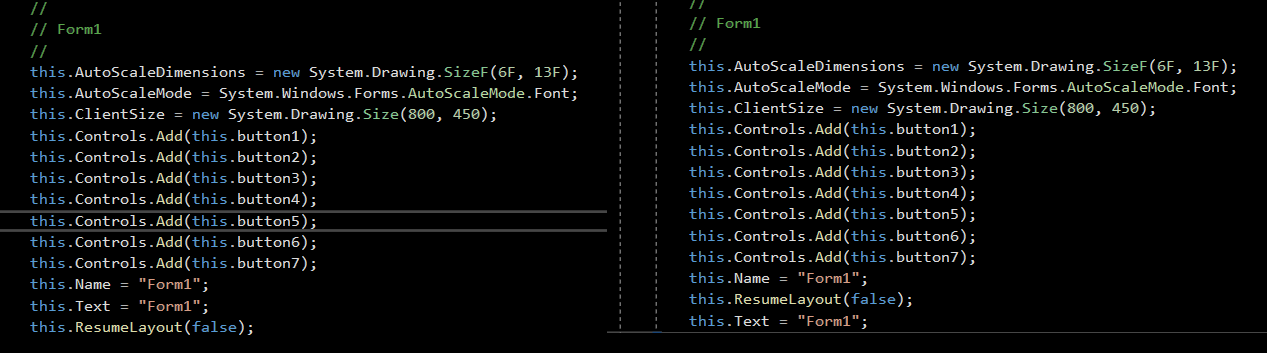 //
// Form1
//
this.AutoScaleDimensions = new System.Drawing.SizeF(6F, 13F);
this.AutoScaleMode = System.Windows.Forms.AutoScaleMode.Font;
this.ClientSize = new System.Drawing.Size(800, 450);
this.Controls.Add(this.button1);
this.Controls.Add(this.button2);
this.Controls.Add(this.button3);
this.Controls.Add(this.button4);
this.Controls.Add(this.button5);
this.Controls.Add(this.button6);
this.Controls.Add(this.button7);
this.Name = "Form1";
this.Text = "Form1";
this.ResumeLayout(false);
//
// Form1
//
this.AutoScaleDimensions = new System.Drawing.SizeF(6F, 13F);
this.AutoScaleMode = System.Windows.Forms.AutoScaleMode.Font;
this.ClientSize = new System.Drawing.Size(800, 450);
this.Controls.Add(this.button1);
this.Controls.Add(this.button2);
this.Controls.Add(this.button3);
this.Controls.Add(this.button4);
this.Controls.Add(this.button5);
this.Controls.Add(this.button6);
this.Controls.Add(this.button7);
this.Name = "Form1";
this.ResumeLayout(false);
this.Text = "Form1";